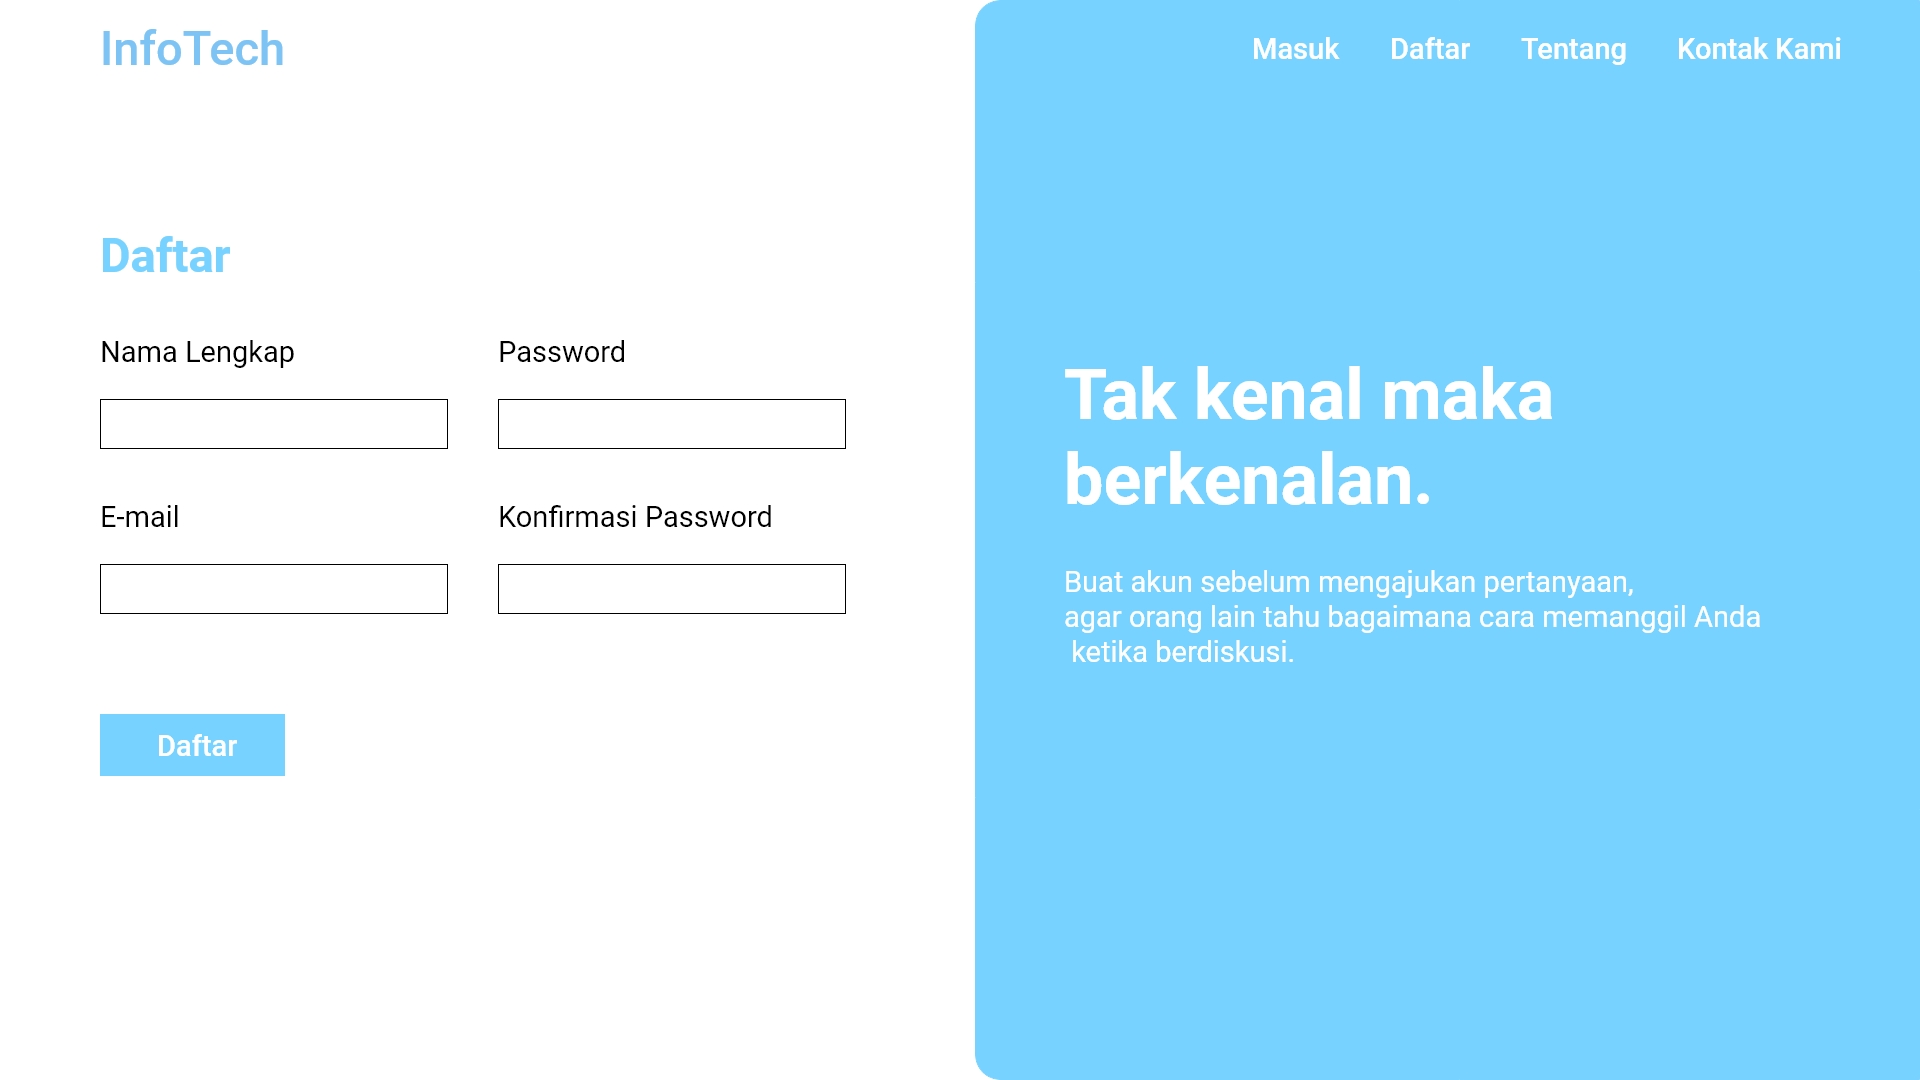 InfoTech
Masuk Daftar Tentang Kontak Kami
Daftar
Nama Lengkap
Password
E-mail
Konfirmasi Password
Daftar
Tak kenal maka
berkenalan.
Buat akun sebelum mengajukan pertanyaan,
agar orang lain tahu bagaimana cara memanggil Anda
ketika berdiskusi.